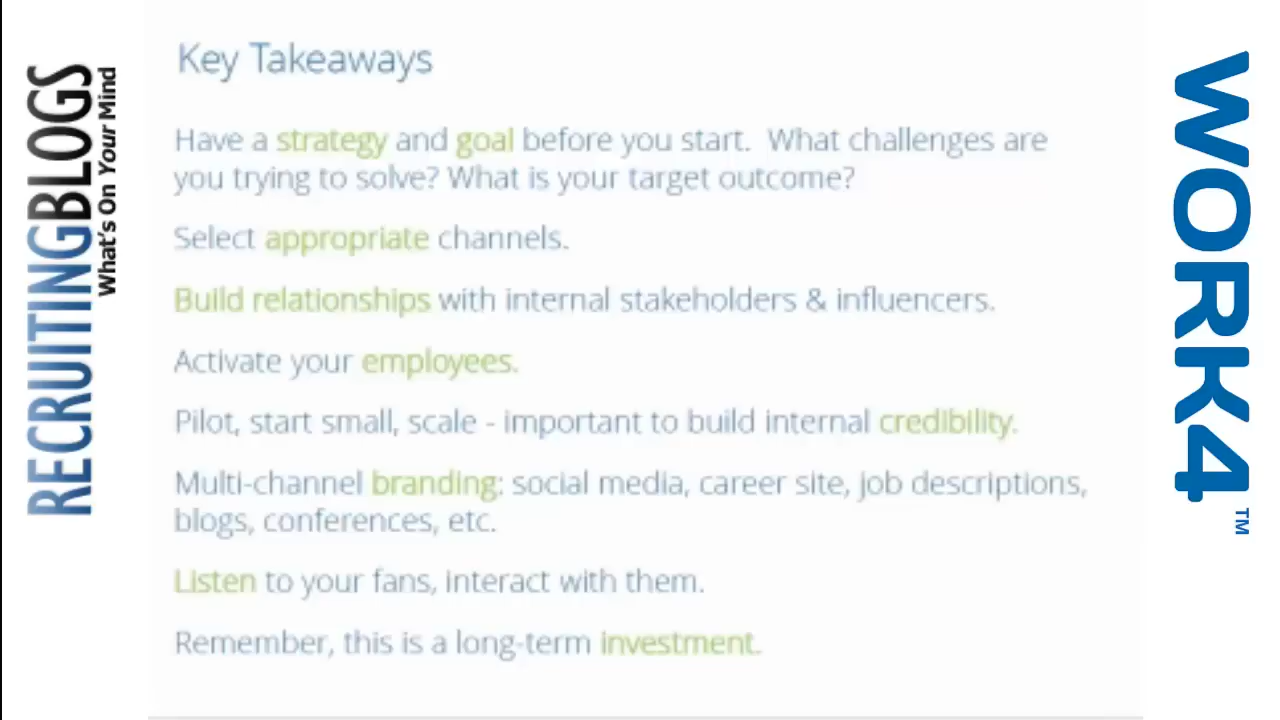 Key Takeaways
Have a strategy and goal before you start. What challenges are
you trying to solve? What is your target outcome?
Select appropriate channels.
Build relationships with internal stakeholders & influencers.
Activate your employees.
Pilot, start small, scale - important to build internal credibility.
Multi-channel branding: social media, career site, job descriptions,
blogs, conferences, etc.
Listen to your fans, interact with them.
Remember, this is a long-term investment.
RECRUITINGBLOGS
What's On Your Mind
WORK4™